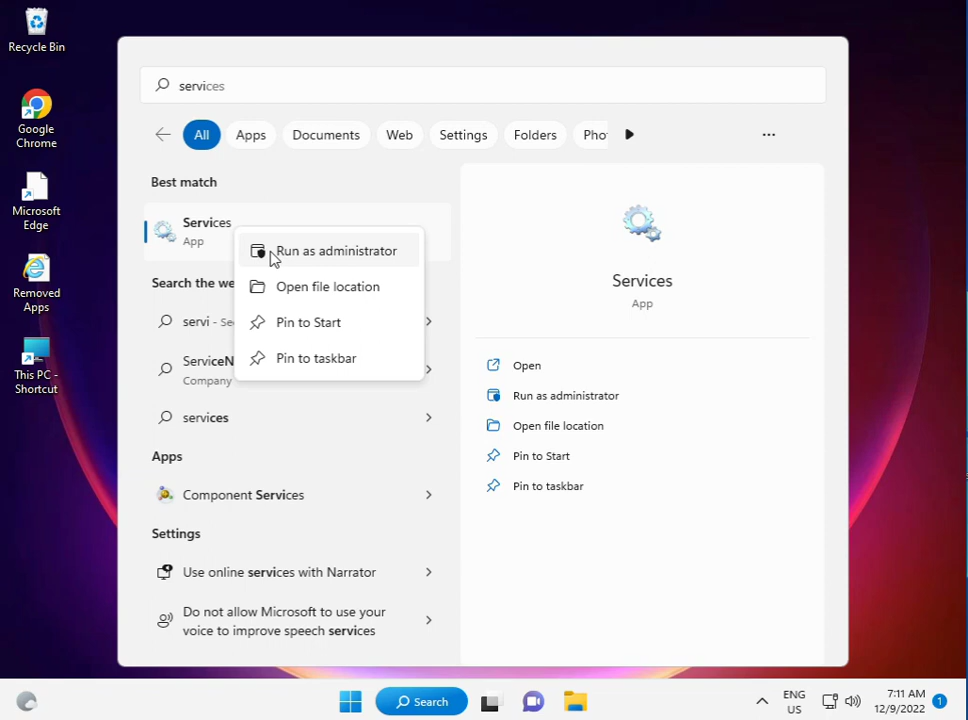 Recycle Bin
Google
Chrome
Microsoft
Edge
Removed
Apps
This PC -
Shortcut
services
All
Apps
Documents
Web
Settings
Folders
Best match
Services
App
Run as administrator
Open file location
Pin to Start
Pin to taskbar
Search the we
servi - Se
ServiceN
Company
services
Apps
Component Services
Settings
Use online services with Narrator
Do not allow Microsoft to use your
voice to improve speech services
Services
App
Open
Run as administrator
Open file location
Pin to Start
Pin to taskbar
Search
ENG
US
7:11 AM
12/9/2022
1